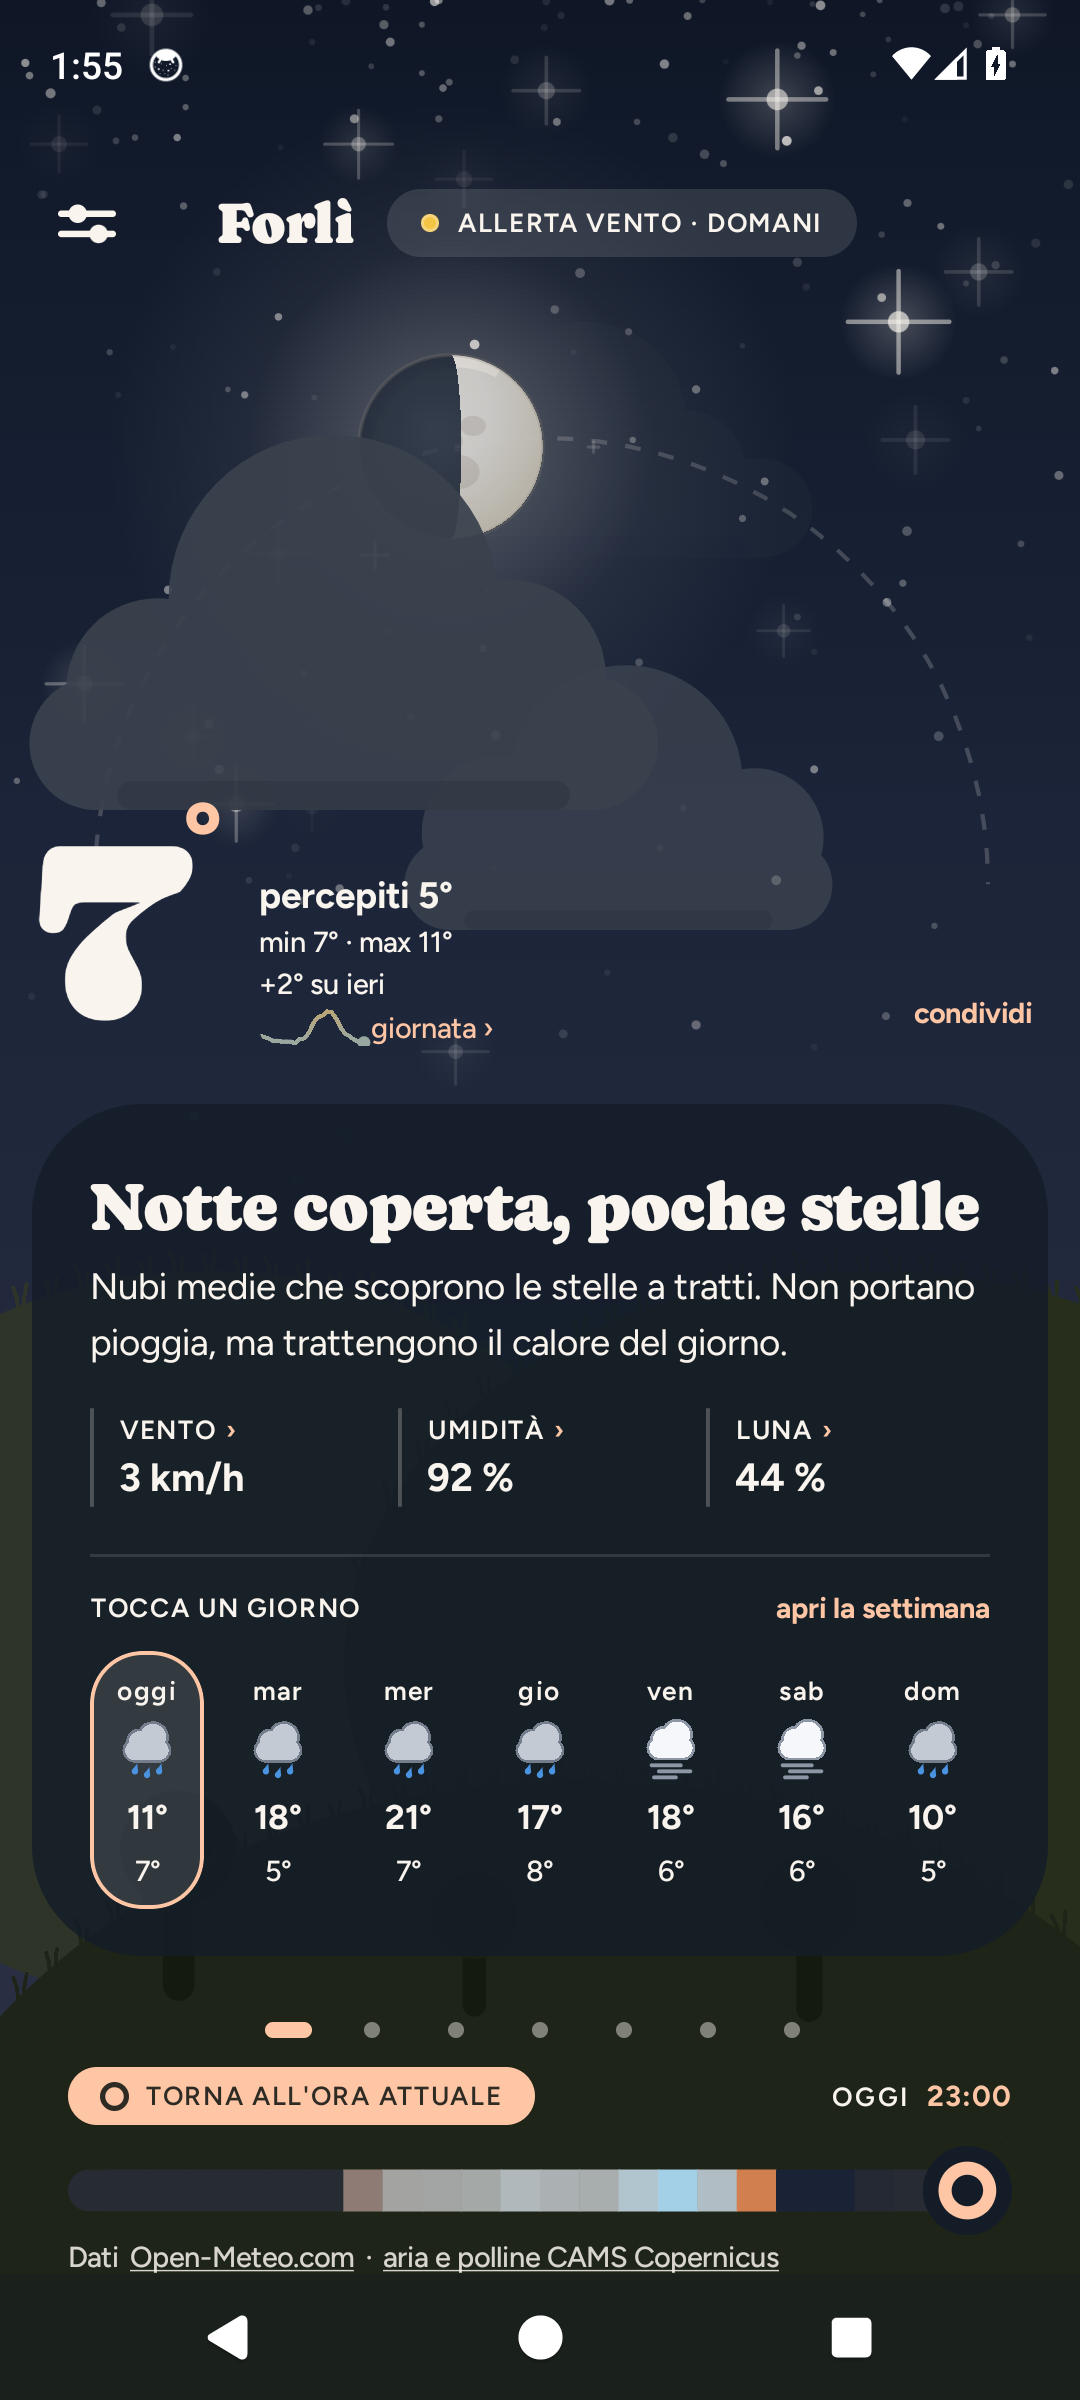 1:55
Forlì
ALLERTA VENTO · DOMANI
7°
percepiti 5°
min 7° · max 11°
+2° su ieri
giornata ›
condividi
Notte coperta, poche stelle
Nubi medie che scoprono le stelle a tratti. Non portano
pioggia, ma trattengono il calore del giorno.
VENTO › UMIDITÀ › LUNA ›
3 km/h 92 % 44 %
TOCCA UN GIORNO apri la settimana
oggi mar mer gio ven sab dom
11° 18° 21° 17° 18° 16° 10°
7° 5° 7° 8° 6° 6° 5°
TORNA ALL'ORA ATTUALE OGGI 23:00
Dati Open-Meteo.com · aria e polline CAMS Copernicus